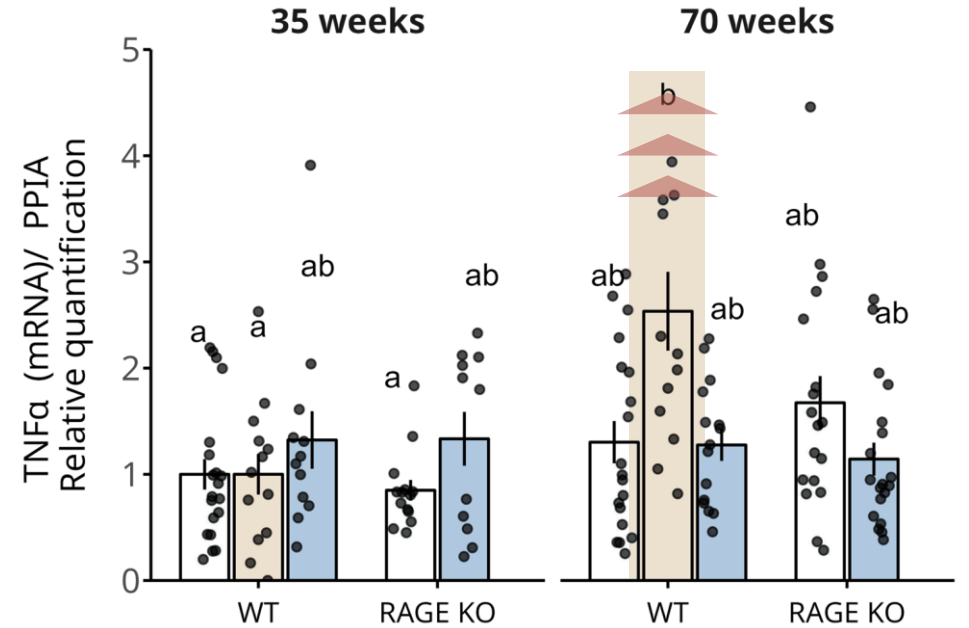 35 weeks
70 weeks
TNFα (mRNA)/ PPIA
Relative quantification
5
4
3
2
1
0
a
a
ab
a
ab
ab
b
ab
ab
ab
WT
RAGE KO
WT
RAGE KO